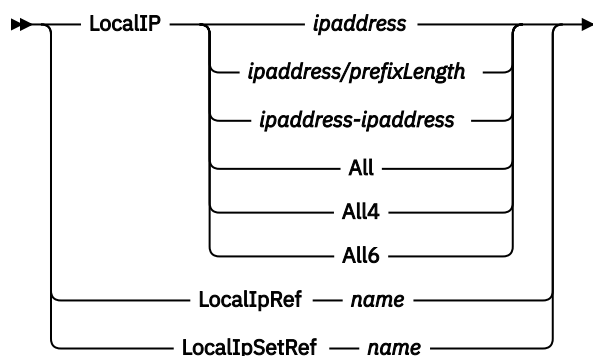 LocalIP ipaddress
ipaddress/prefixLength
ipaddress-ipaddress
All
All4
All6
LocalIpRef name
LocalIpSetRef name